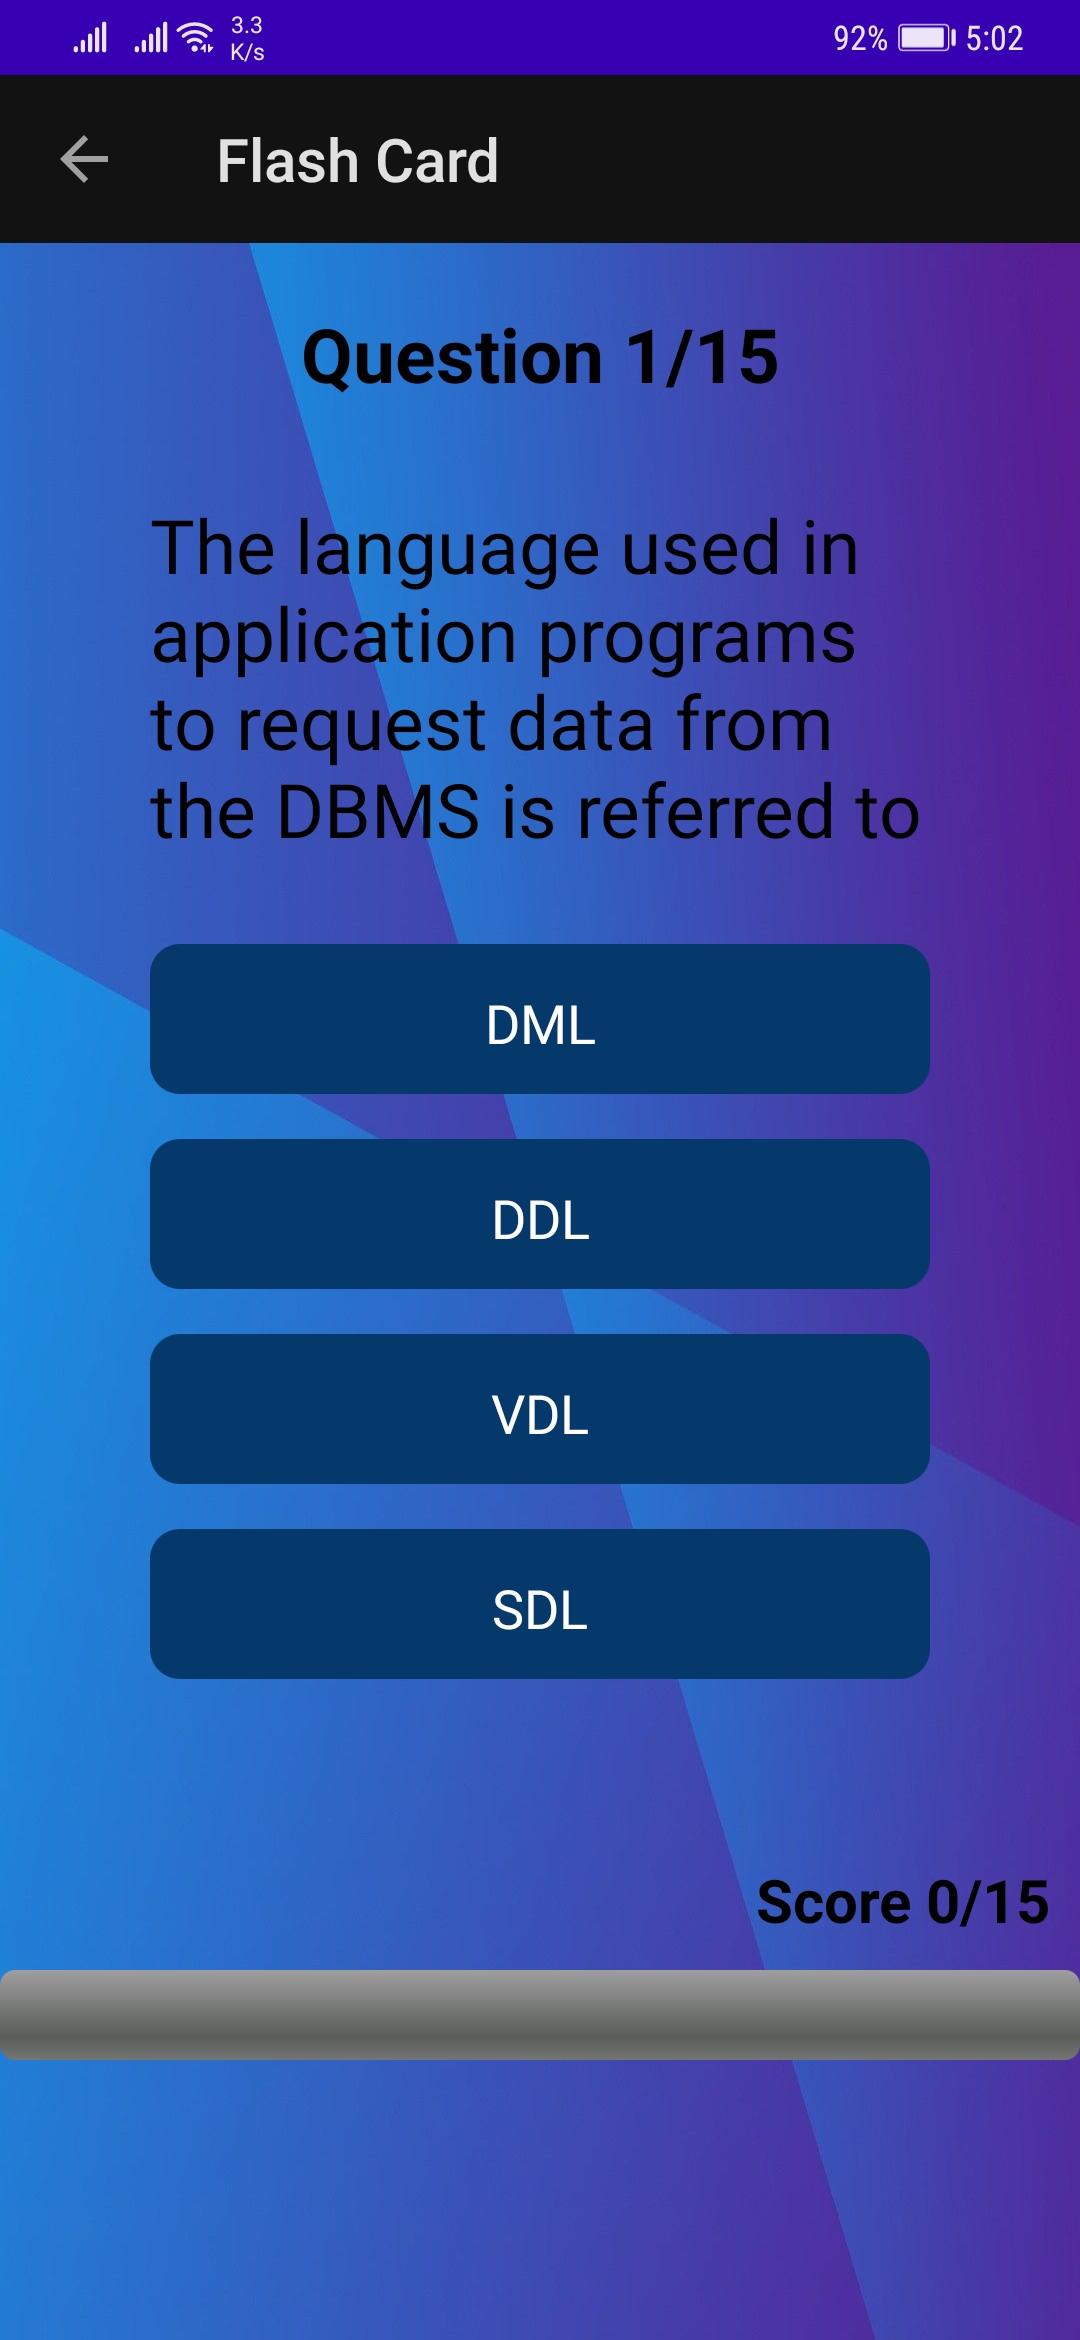 3.3
K/s
92%
5:02
Flash Card
Question 1/15
The language used in
application programs
to request data from
the DBMS is referred to
DML
DDL
VDL
SDL
Score 0/15